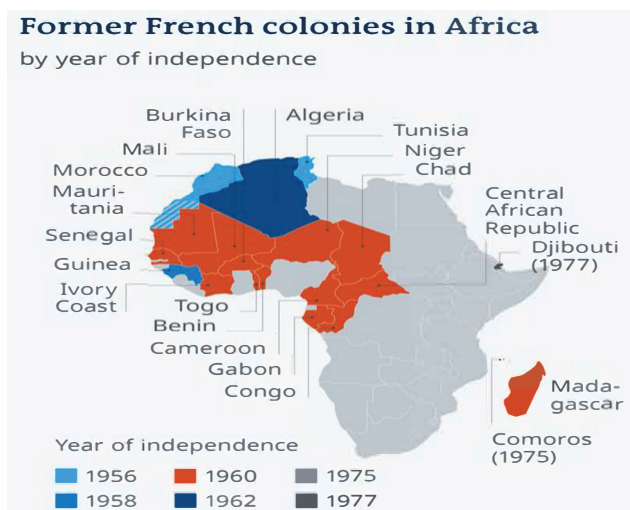 Former French colonies in Africa
by year of independence
Burkina
Faso
Algeria
Mali
Tunisia
Morocco
Niger
Chad
Mauri-
tania
Central
African
Republic
Senegal
Djibouti
(1977)
Guinea
Ivory
Coast
Togo
Benin
Cameroon
Gabon
Congo
Mada-
gascar
Comoros
(1975)
Year of independence
1956 1960 1975
1958 1962 1977